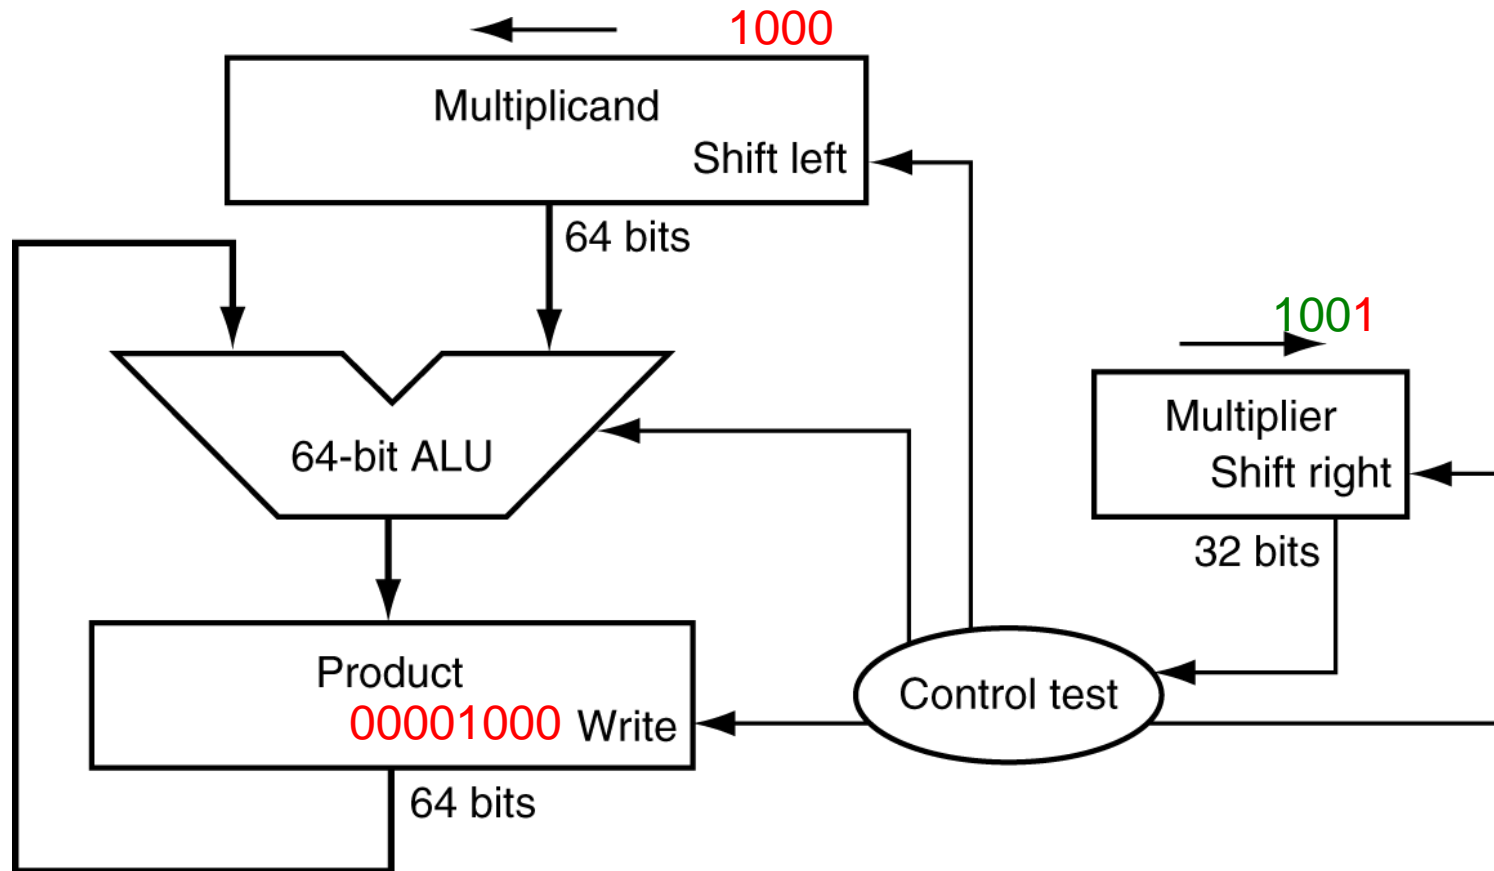 1000
Multiplicand
Shift left
64 bits
1001
Multiplier
Shift right
32 bits
64-bit ALU
Control test
Product
00001000 Write
64 bits